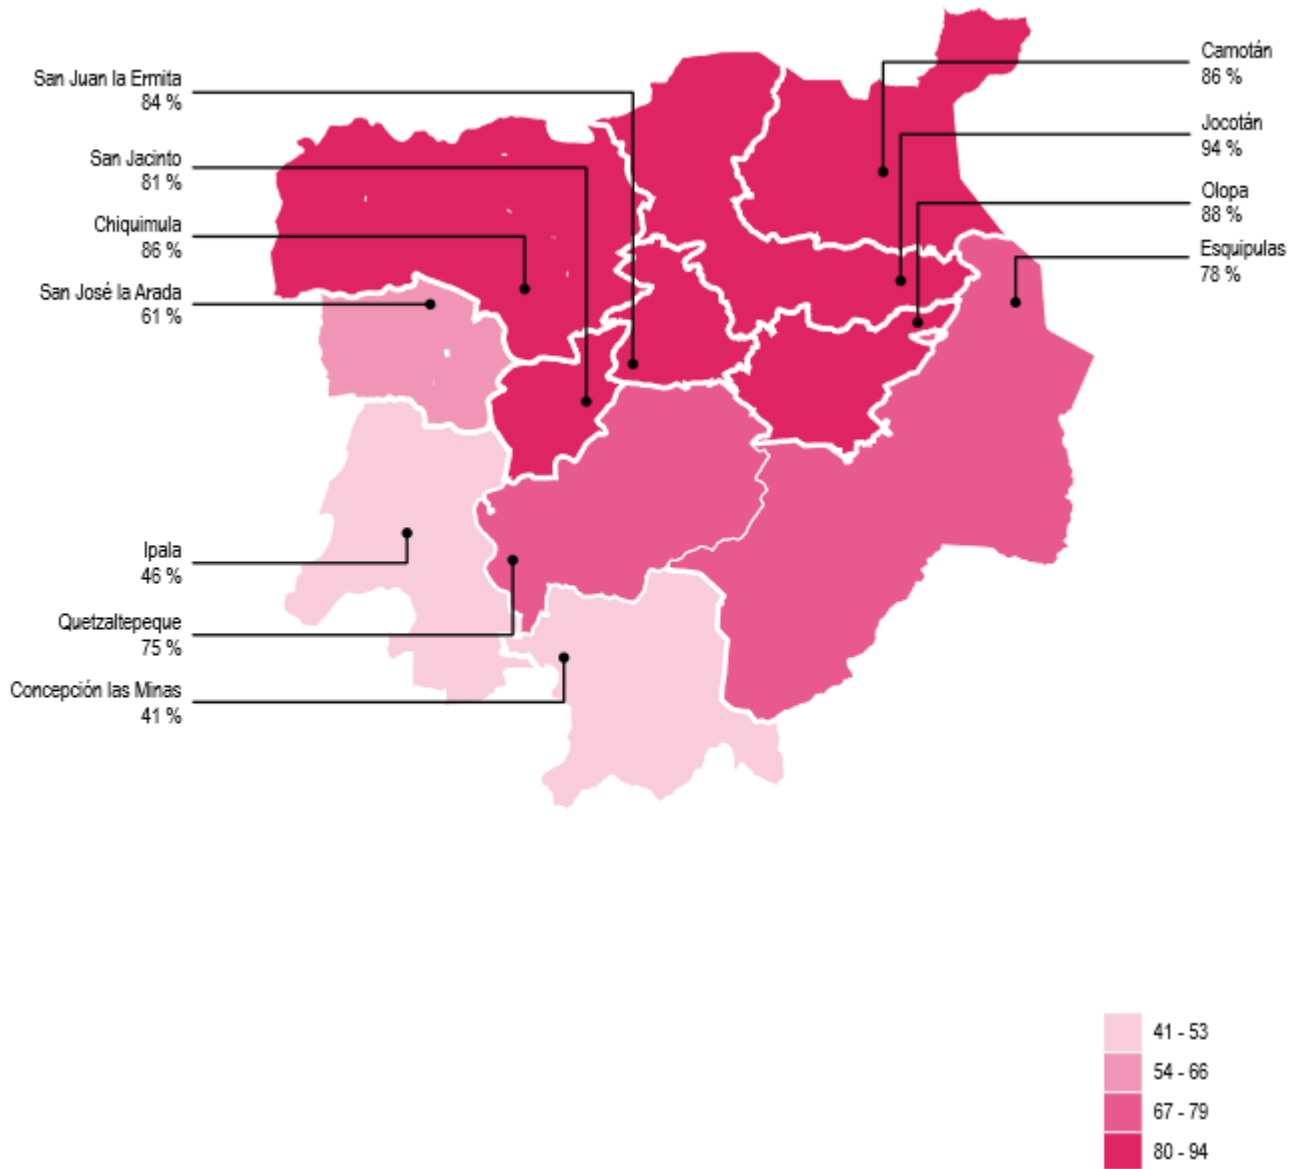 San Juan la Ermita
84 %
San Jacinto
81 %
Chiquimula
86 %
San José la Arada
61 %
Ipala
46 %
Quetzaltepeque
75 %
Concepción las Minas
41 %
Camotán
86 %
Jocotán
94 %
Olopa
88 %
Esquipulas
78 %
41 - 53
54 - 66
67 - 79
80 - 94